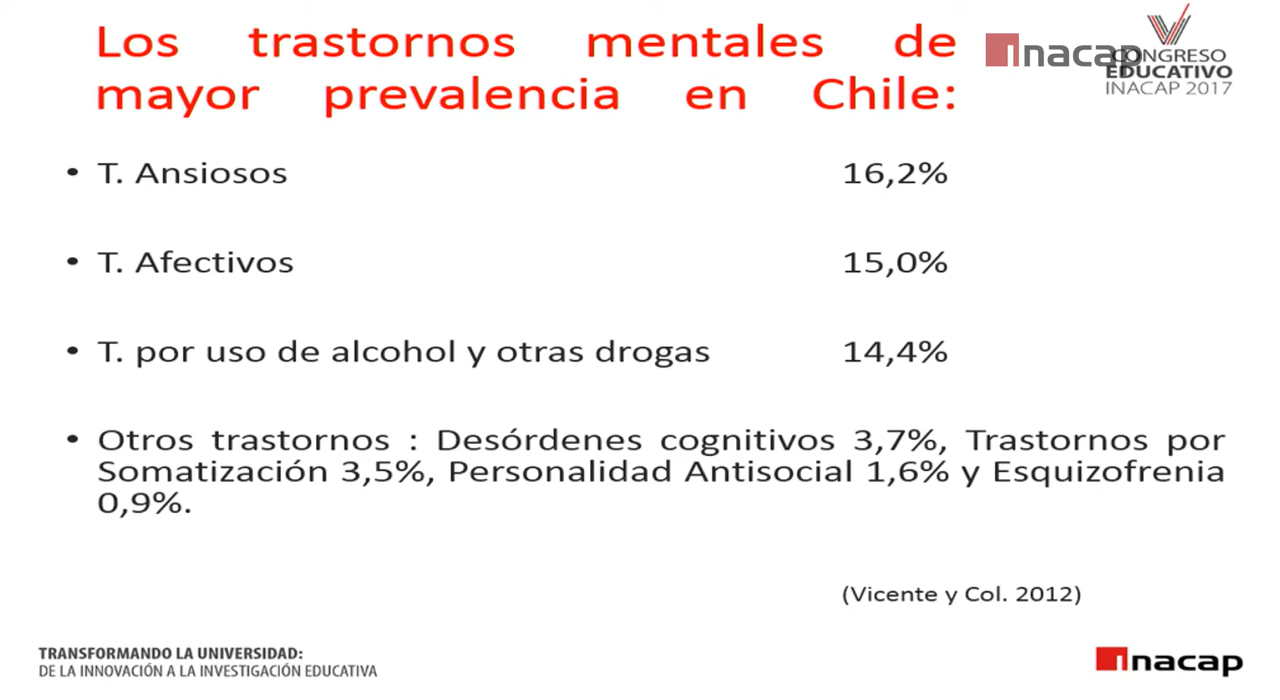 Los trastornos mentales de
mayor prevalencia en Chile:
inacap
CONGRESO
EDUCATIVO
INACAP 2017
• T. Ansiosos 16,2%
• T. Afectivos 15,0%
• T. por uso de alcohol y otras drogas 14,4%
• Otros trastornos : Desórdenes cognitivos 3,7%, Trastornos por
Somatización 3,5%, Personalidad Antisocial 1,6% y Esquizofrenia
0,9%.
(Vicente y Col. 2012)
TRANSFORMANDO LA UNIVERSIDAD:
DE LA INNOVACIÓN A LA INVESTIGACIÓN EDUCATIVA
inacap